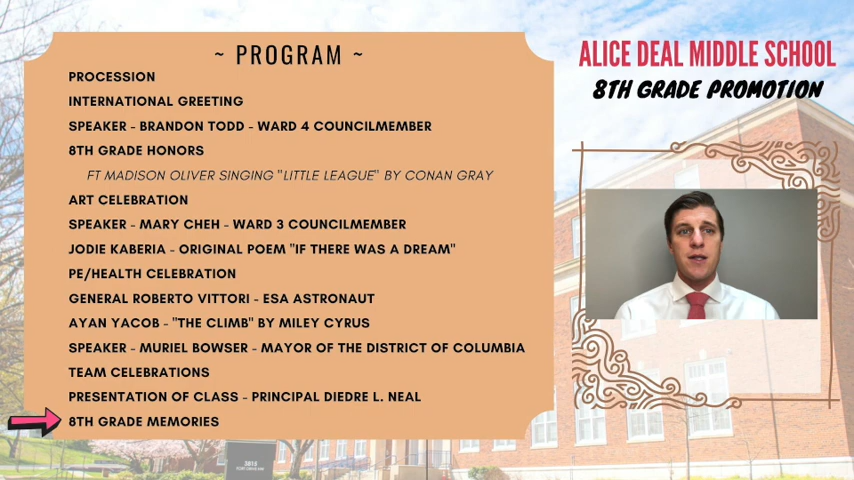 ~ PROGRAM ~
PROCESSION
INTERNATIONAL GREETING
SPEAKER - BRANDON TODD - WARD 4 COUNCILMEMBER
8TH GRADE HONORS
FT MADISON OLIVER SINGING "LITTLE LEAGUE" BY CONAN GRAY
ART CELEBRATION
SPEAKER - MARY CHEH - WARD 3 COUNCILMEMBER
JODIE KABERIA - ORIGINAL POEM "IF THERE WAS A DREAM"
PE/HEALTH CELEBRATION
GENERAL ROBERTO VITTORI - ESA ASTRONAUT
AYAN YACOB - "THE CLIMB" BY MILEY CYRUS
SPEAKER - MURIEL BOWSER - MAYOR OF THE DISTRICT OF COLUMBIA
TEAM CELEBRATIONS
PRESENTATION OF CLASS - PRINCIPAL DIEDRE L. NEAL
8TH GRADE MEMORIES
ALICE DEAL MIDDLE SCHOOL
8TH GRADE PROMOTION
3815